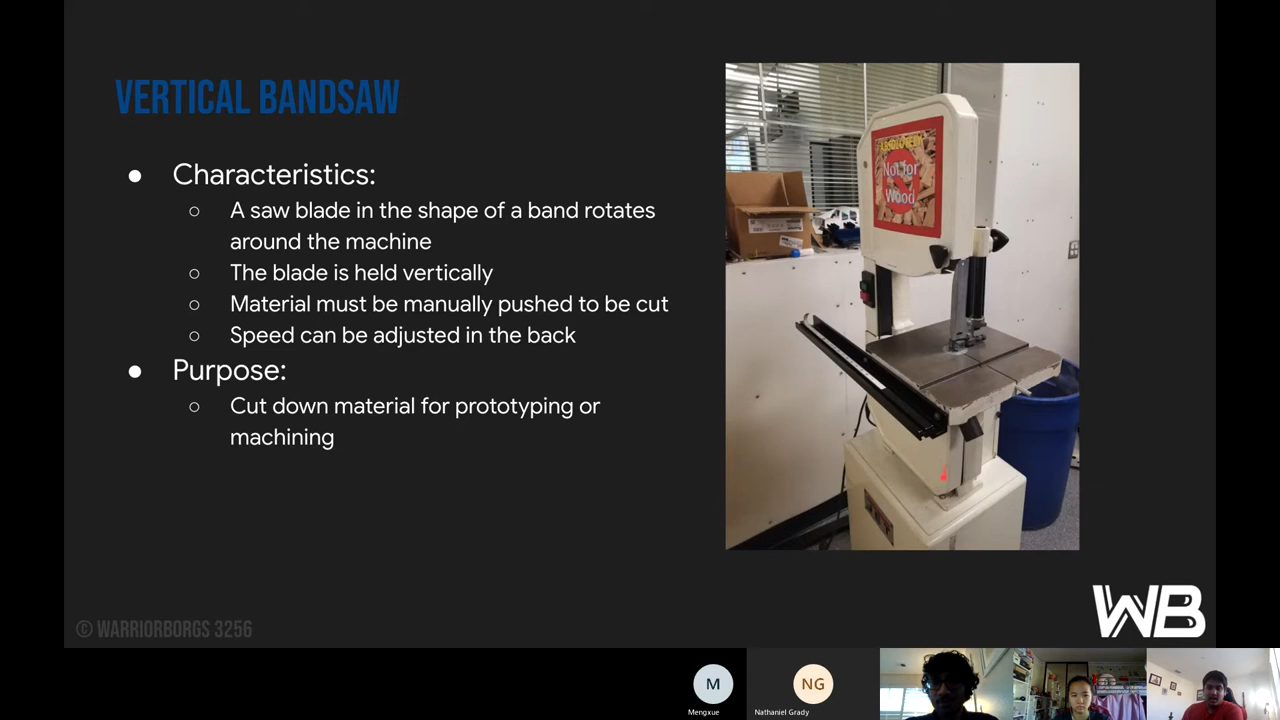 VERTICAL BANDSAW
● Characteristics:
○ A saw blade in the shape of a band rotates
around the machine
○ The blade is held vertically
○ Material must be manually pushed to be cut
○ Speed can be adjusted in the back
● Purpose:
○ Cut down material for prototyping or
machining
ABSOLUTELY
Not for
Wood
© WARRIORBORGS 3256
WB
M
Mengxue
NG
Nathaniel Grady